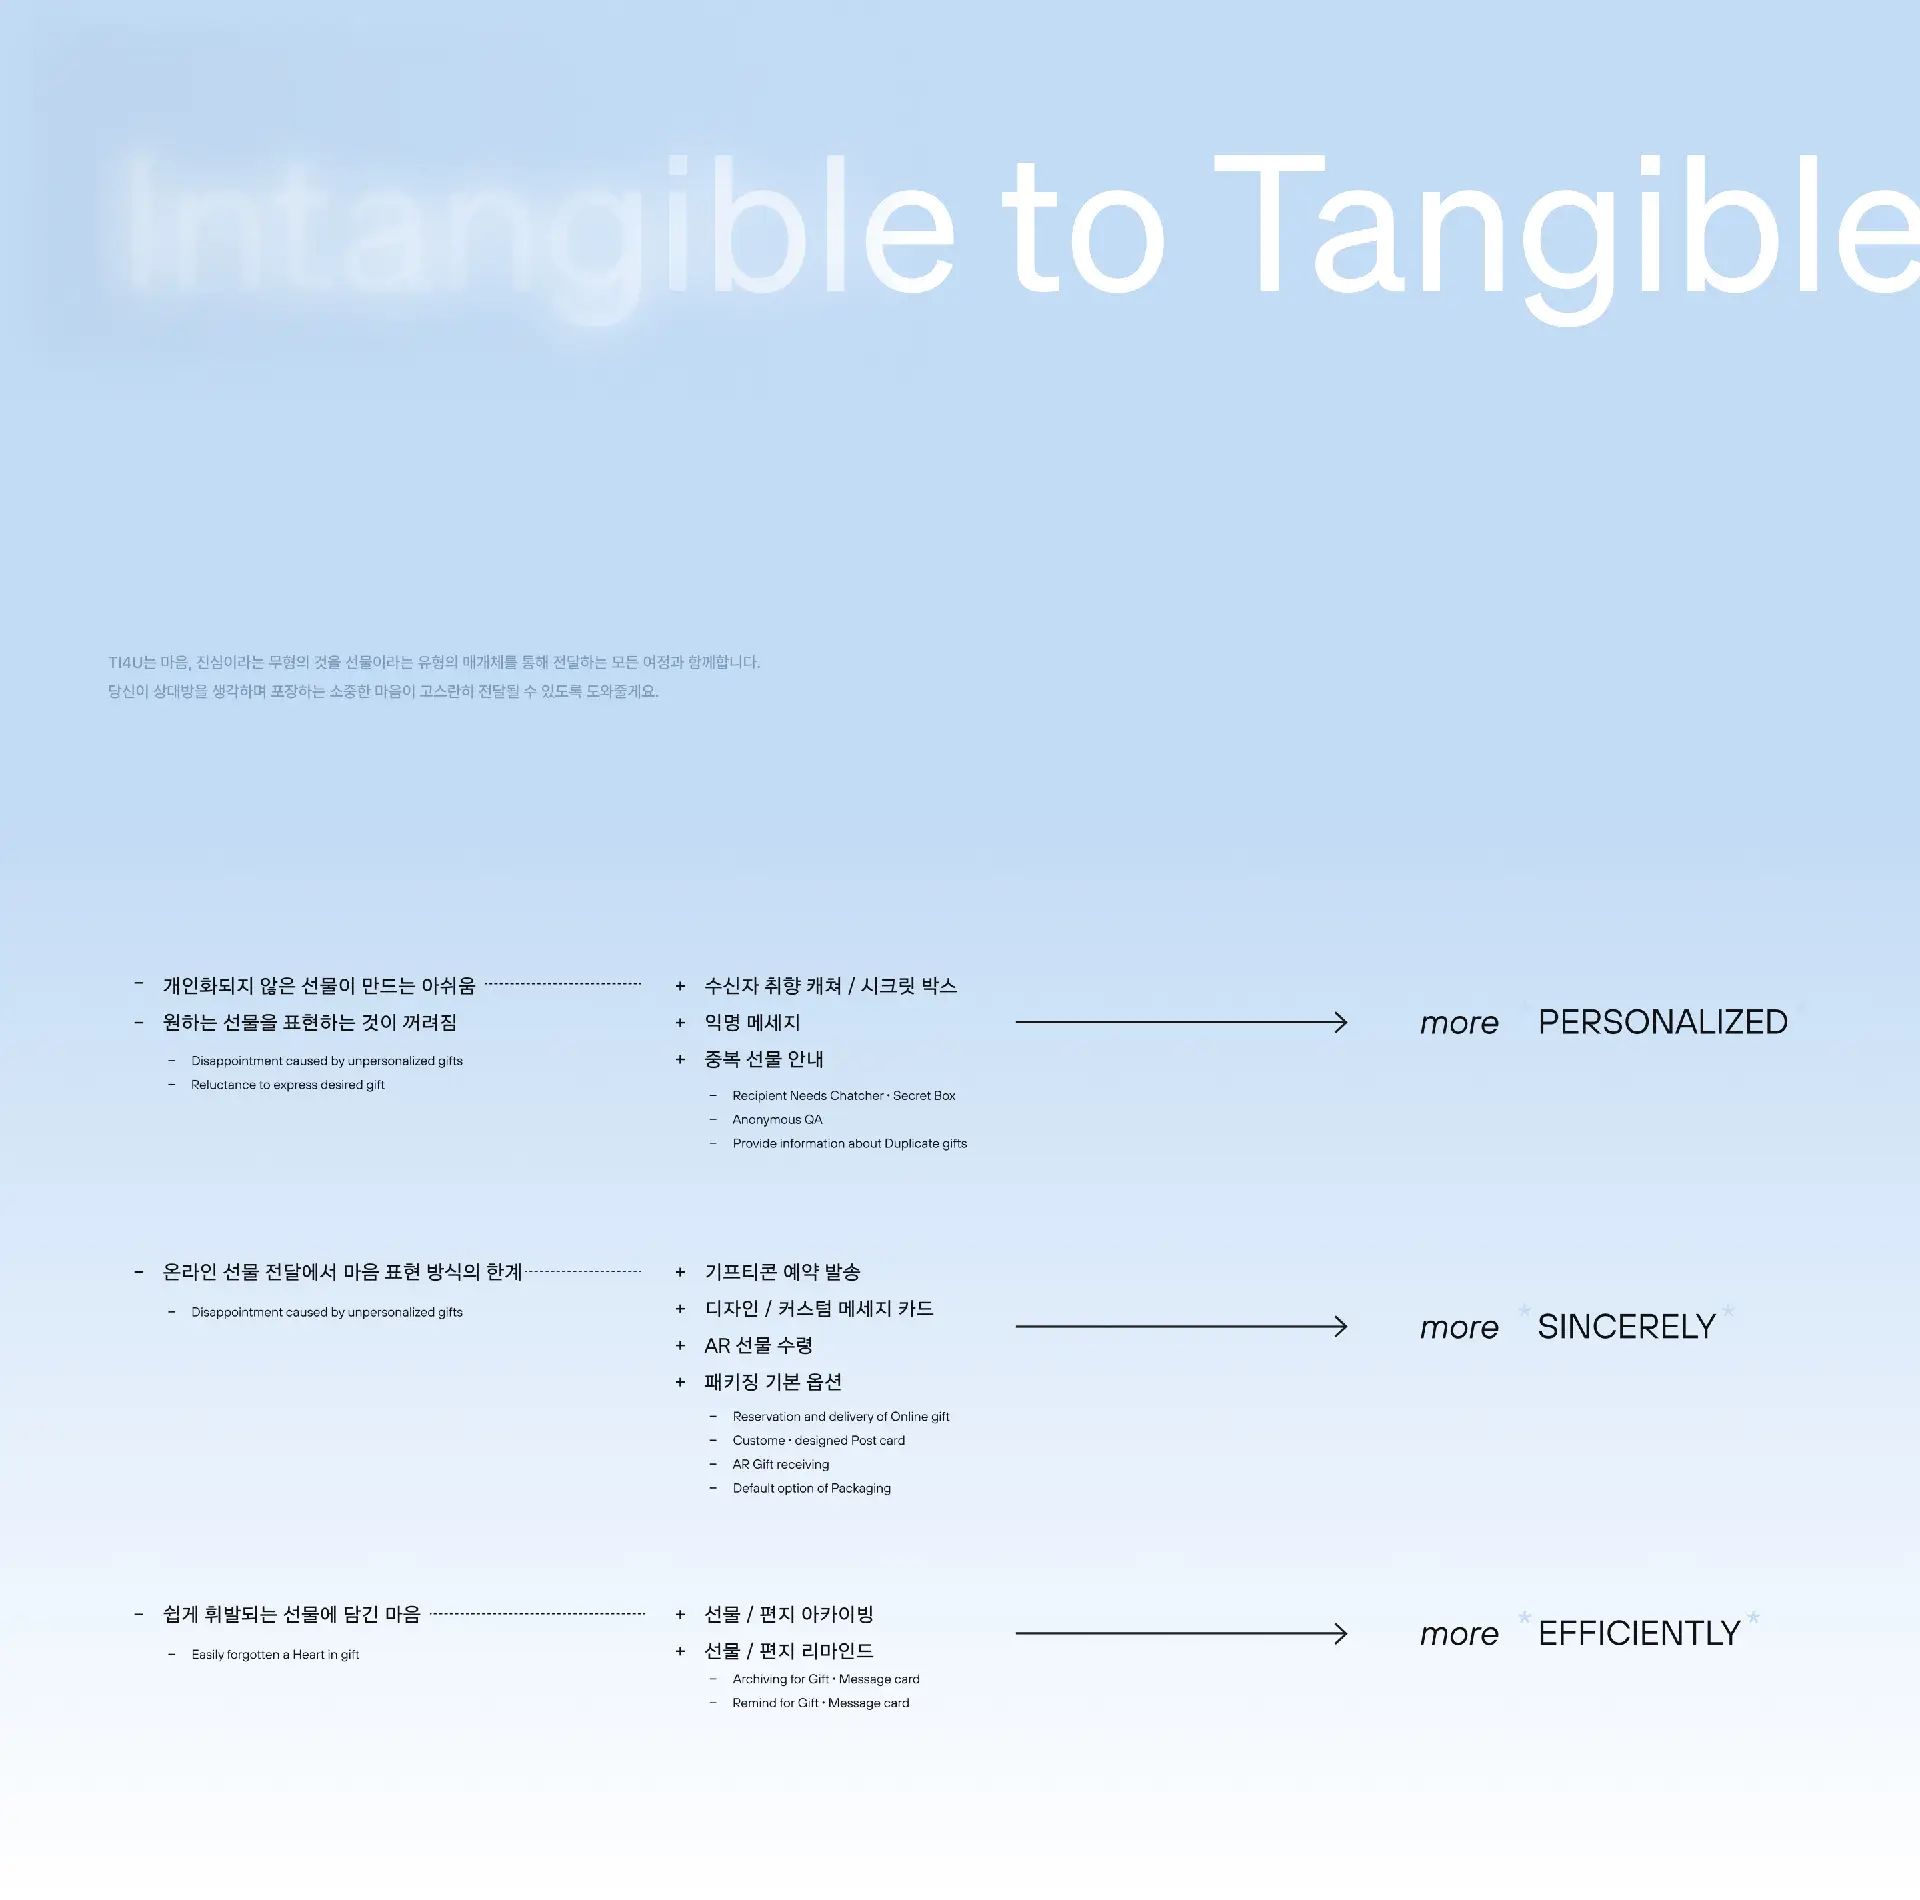 Intangible to Tangible
TI4U는 마음, 진심이라는 무형의 것을 선물이라는 유형의 매개체를 통해 전달하는 모든 여정과 함께합니다.
당신이 상대방을 생각하며 포장하는 소중한 마음이 고스란히 전달될 수 있도록 도와줄게요.
– 개인화되지 않은 선물이 만드는 아쉬움
– 원하는 선물을 표현하는 것이 꺼려짐
– Disappointment caused by unpersonalized gifts
– Reluctance to express desired gift
+ 수신자 취향 캐쳐 / 시크릿 박스
+ 익명 메세지
+ 중복 선물 안내
– Recipient Needs Chatcher · Secret Box
– Anonymous QA
– Provide information about Duplicate gifts
more PERSONALIZED
– 온라인 선물 전달에서 마음 표현 방식의 한계
– Disappointment caused by unpersonalized gifts
+ 기프티콘 예약 발송
+ 디자인 / 커스텀 메세지 카드
+ AR 선물 수령
+ 패키징 기본 옵션
– Reservation and delivery of Online gift
– Custome · designed Post card
– AR Gift receiving
– Default option of Packaging
more *SINCERELY*
– 쉽게 휘발되는 선물에 담긴 마음
– Easily forgotten a Heart in gift
+ 선물 / 편지 아카이빙
+ 선물 / 편지 리마인드
– Archiving for Gift · Message card
– Remind for Gift · Message card
more *EFFICIENTLY*